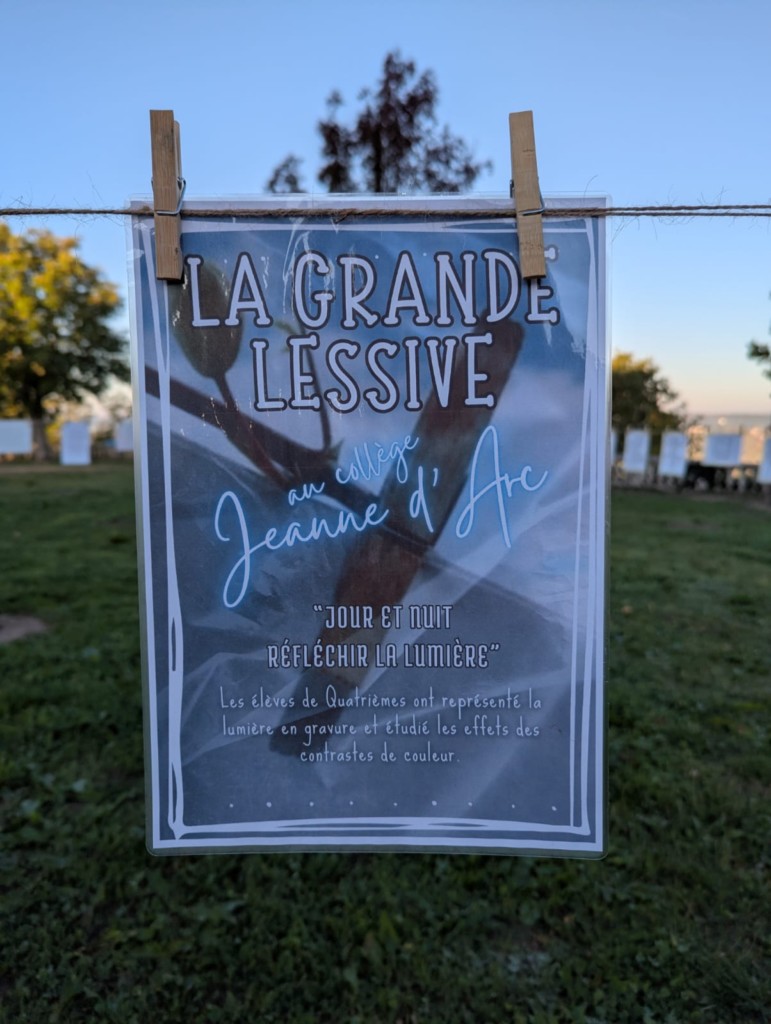 LA GRANDE
LESSIVE
au collège
Jeanne d'Arc
"JOUR ET NUIT
RÉFLÉCHIR LA LUMIÈRE"
Les élèves de Quatrièmes ont représenté la
lumière en gravure et étudié les effets des
contrastes de couleur.